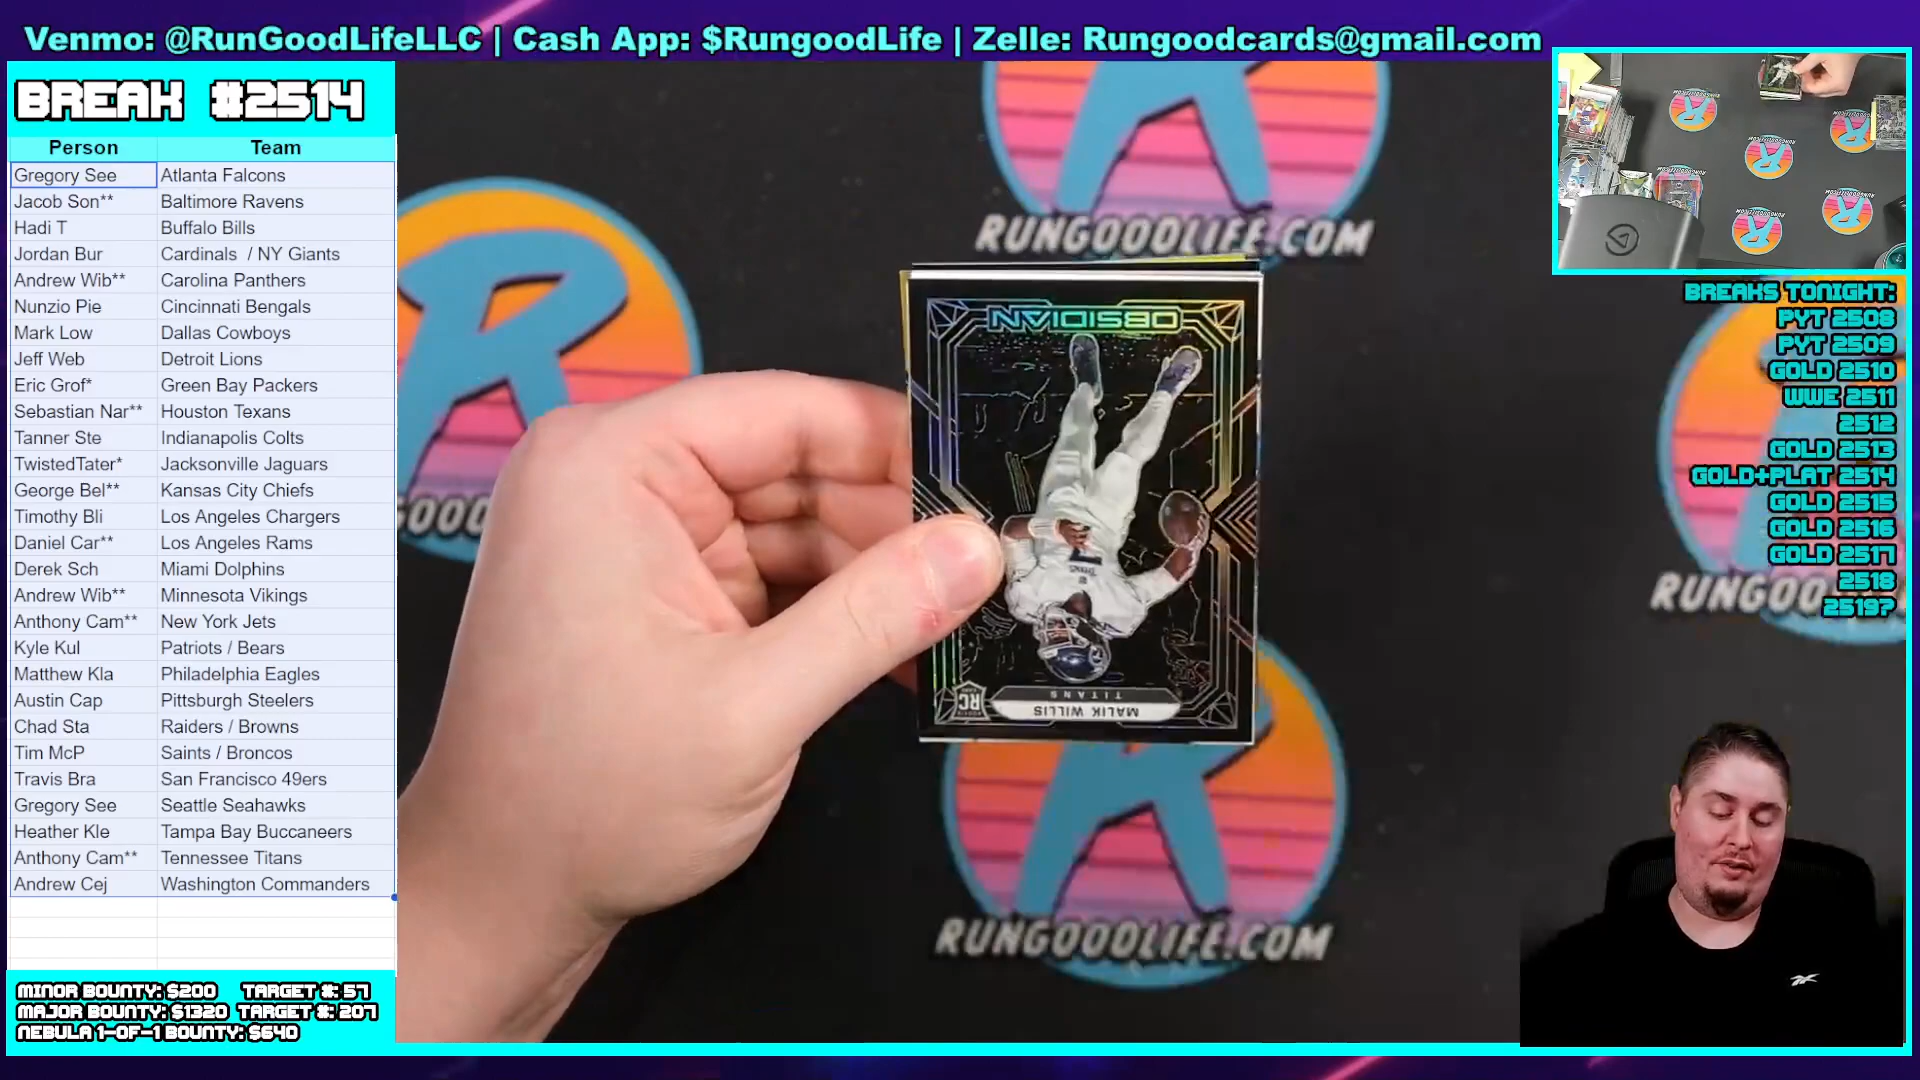 Venmo: @RunGoodLifeLLC | Cash App: $RungoodLife | Zelle: Rungoodcards@gmail.com
BREAK #2514
Person Team
Gregory See Atlanta Falcons
Jacob Son** Baltimore Ravens
Hadi T Buffalo Bills
Jordan Bur Cardinals / NY Giants
Andrew Wib** Carolina Panthers
Nunzio Pie Cincinnati Bengals
Mark Low Dallas Cowboys
Jeff Web Detroit Lions
Eric Grof* Green Bay Packers
Sebastian Nar** Houston Texans
Tanner Ste Indianapolis Colts
TwistedTater* Jacksonville Jaguars
George Bel** Kansas City Chiefs
Timothy Bli Los Angeles Chargers
Daniel Car** Los Angeles Rams
Derek Sch Miami Dolphins
Andrew Wib** Minnesota Vikings
Anthony Cam** New York Jets
Kyle Kul Patriots / Bears
Matthew Kla Philadelphia Eagles
Austin Cap Pittsburgh Steelers
Chad Sta Raiders / Browns
Tim McP Saints / Broncos
Travis Bra San Francisco 49ers
Gregory See Seattle Seahawks
Heather Kle Tampa Bay Buccaneers
Anthony Cam** Tennessee Titans
Andrew Cej Washington Commanders
MINOR BOUNTY: $200 TARGET #: 57
MAJOR BOUNTY: $1320 TARGET #: 207
NEBULA 1-OF-1 BOUNTY: $640
RUNGOODLIFE.COM
OBSIDIAN
TITANS
MALIK WILLIS
RC
RUNGOODLIFE.COM
BREAKS TONIGHT:
PYT 2508
PYT 2509
GOLD 2510
WWE 2511
2512
GOLD 2513
GOLD+PLAT 2514
GOLD 2515
GOLD 2516
GOLD 2517
2518
2519?